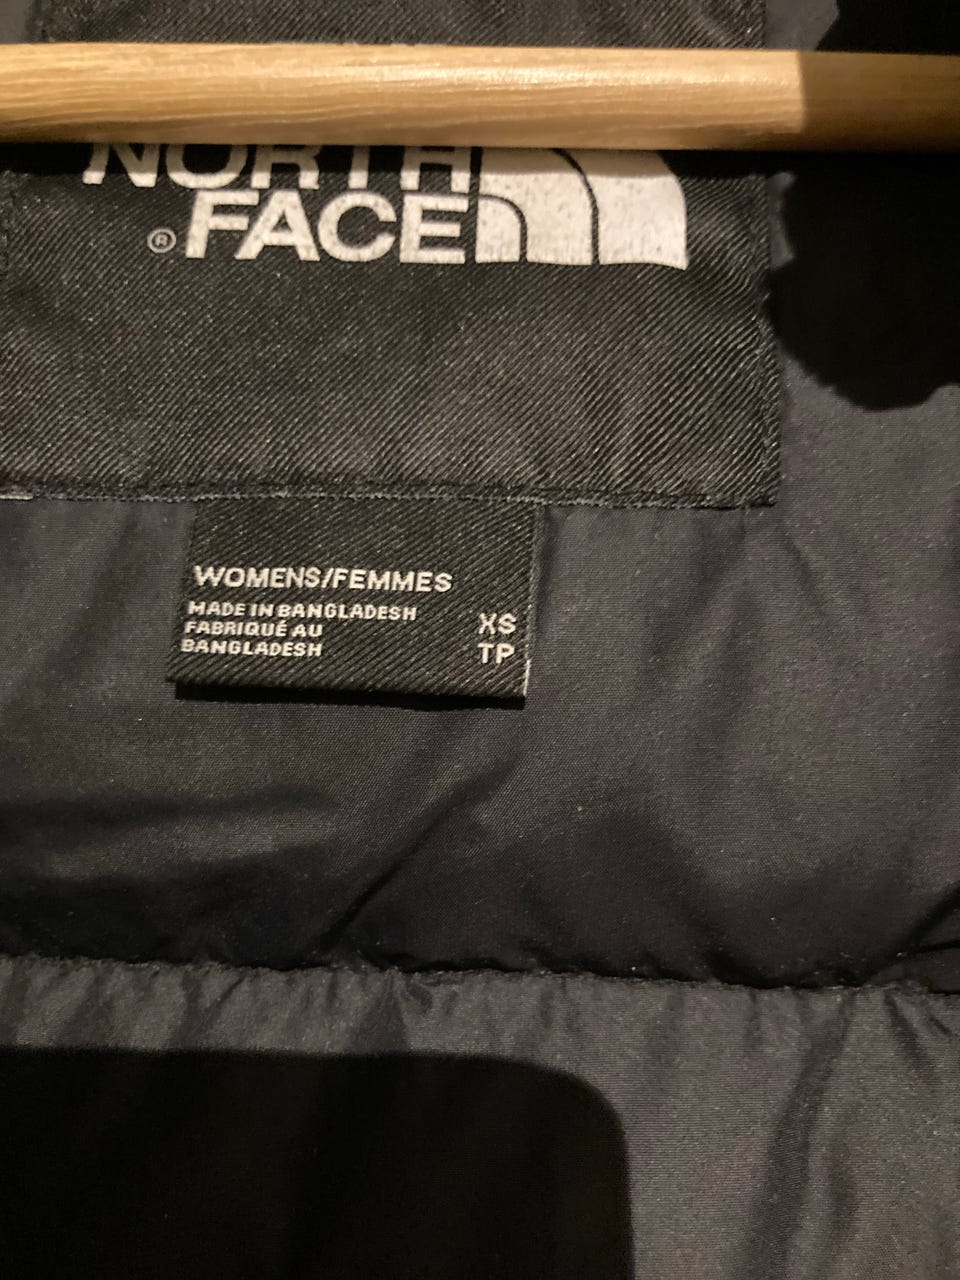 NORTH
FACE
®
WOMENS/FEMMES
MADE IN BANGLADESH
FABRIQUÉ AU
BANGLADESH
XS
TP